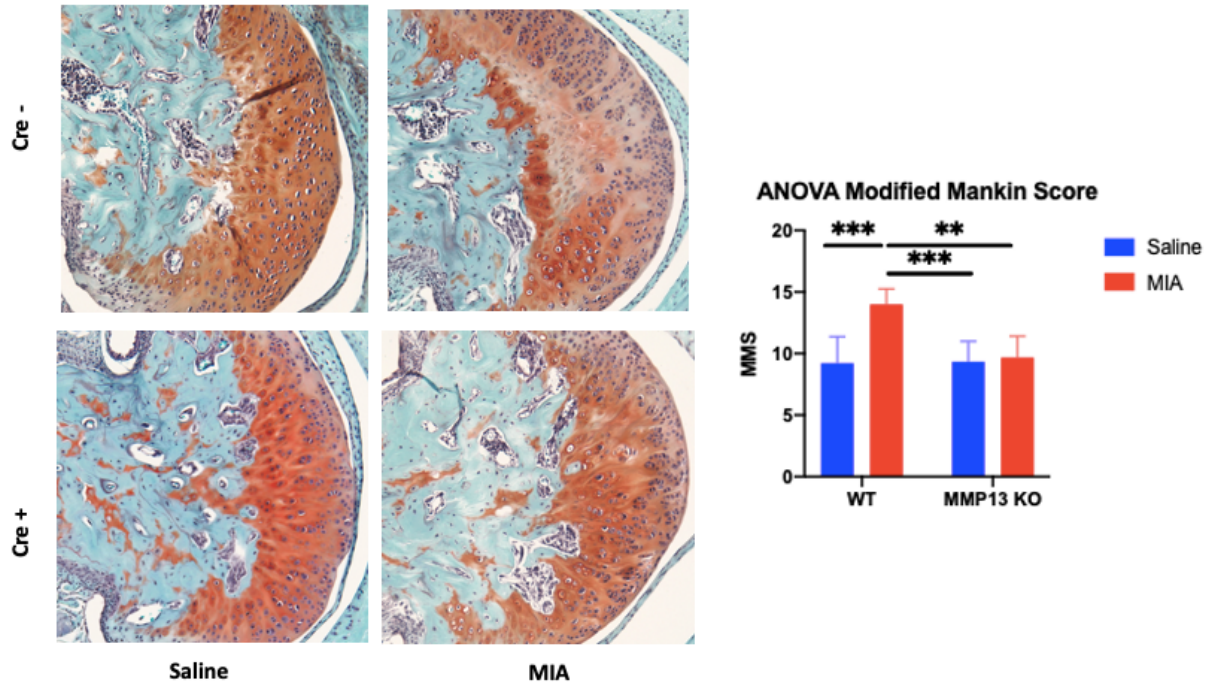 Cre -
Cre +
Saline
MIA
ANOVA Modified Mankin Score
MMS
20
15
10
5
0
***
**
***
WT
MMP13 KO
Saline
MIA